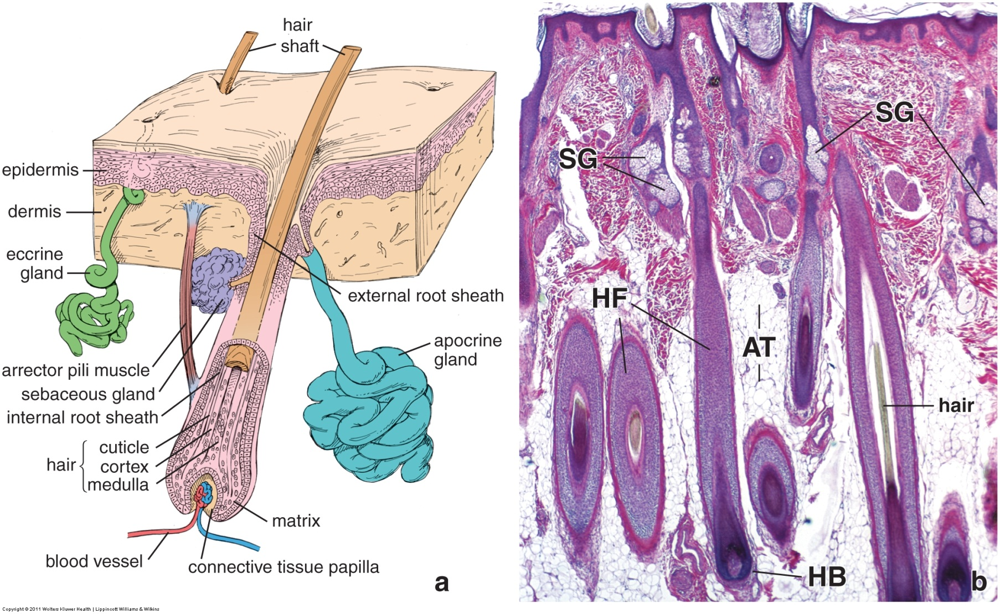 hair
shaft
epidermis
dermis
eccrine
gland
arrector pili muscle
sebaceous gland
internal root sheath
hair
cuticle
cortex
medulla
blood vessel
connective tissue papilla
matrix
external root sheath
apocrine
gland
a
SG
SG
HF
AT
hair
HB
b
Copyright © 2011 Wolters Kluwer Health | Lippincott Williams & Wilkins